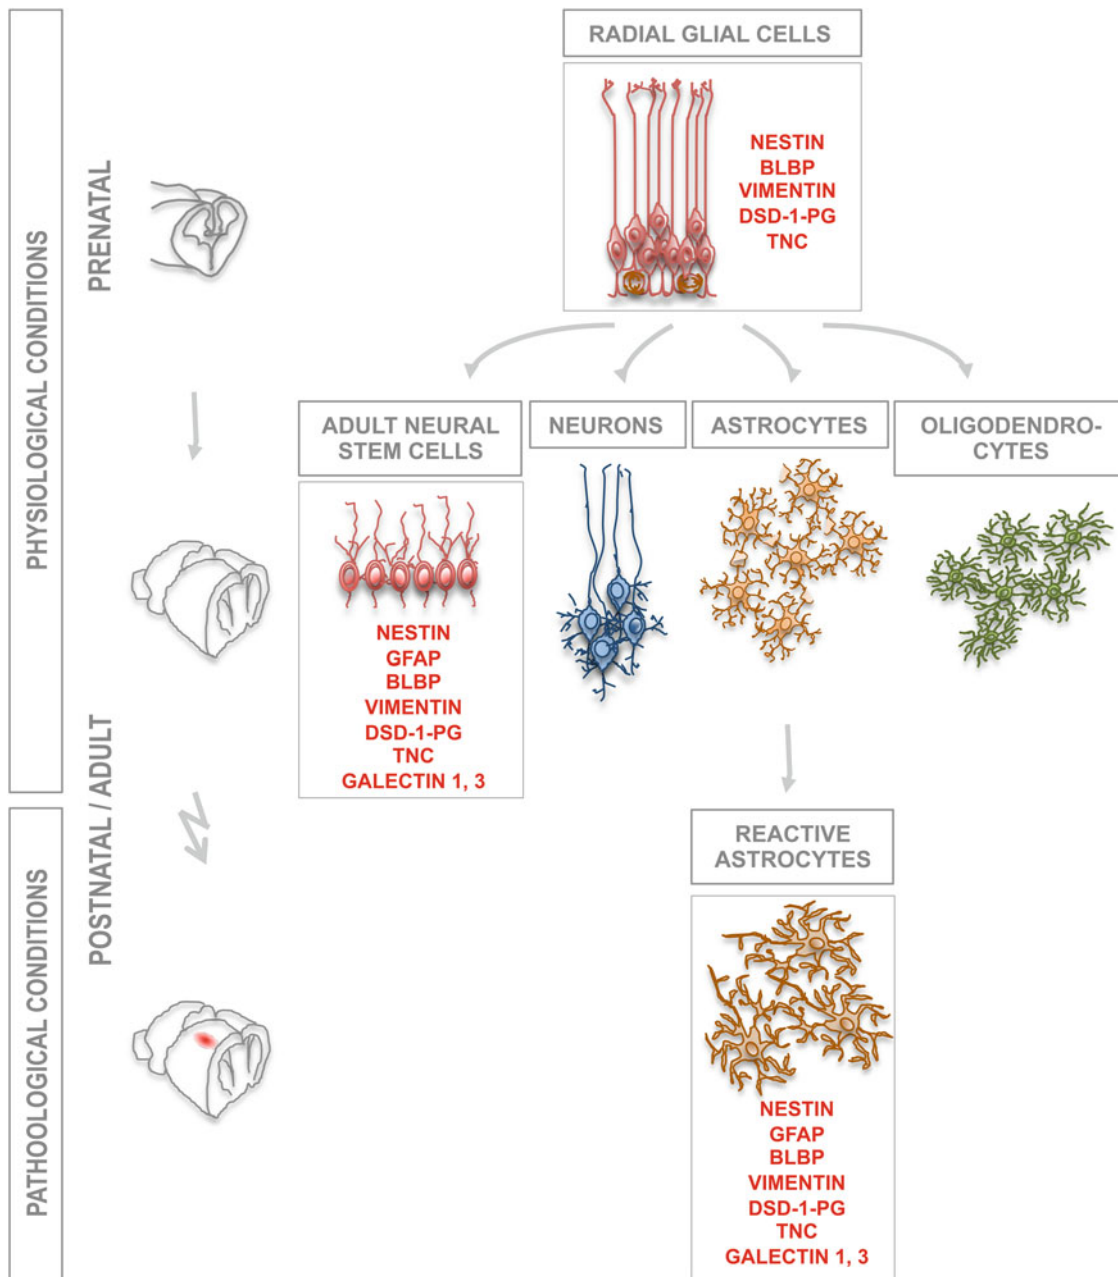 RADIAL GLIAL CELLS
NESTIN
BLBP
VIMENTIN
DSD-1-PG
TNC
PHYSIOLOGICAL CONDITIONS
PRENATAL
ADULT NEURAL
STEM CELLS
NEURONS
ASTROCYTES
OLIGODENDRO-
CYTES
NESTIN
GFAP
BLBP
VIMENTIN
DSD-1-PG
TNC
GALECTIN 1, 3
POSTNATAL / ADULT
PATHOOLOGICAL CONDITIONS
REACTIVE
ASTROCYTES
NESTIN
GFAP
BLBP
VIMENTIN
DSD-1-PG
TNC
GALECTIN 1, 3